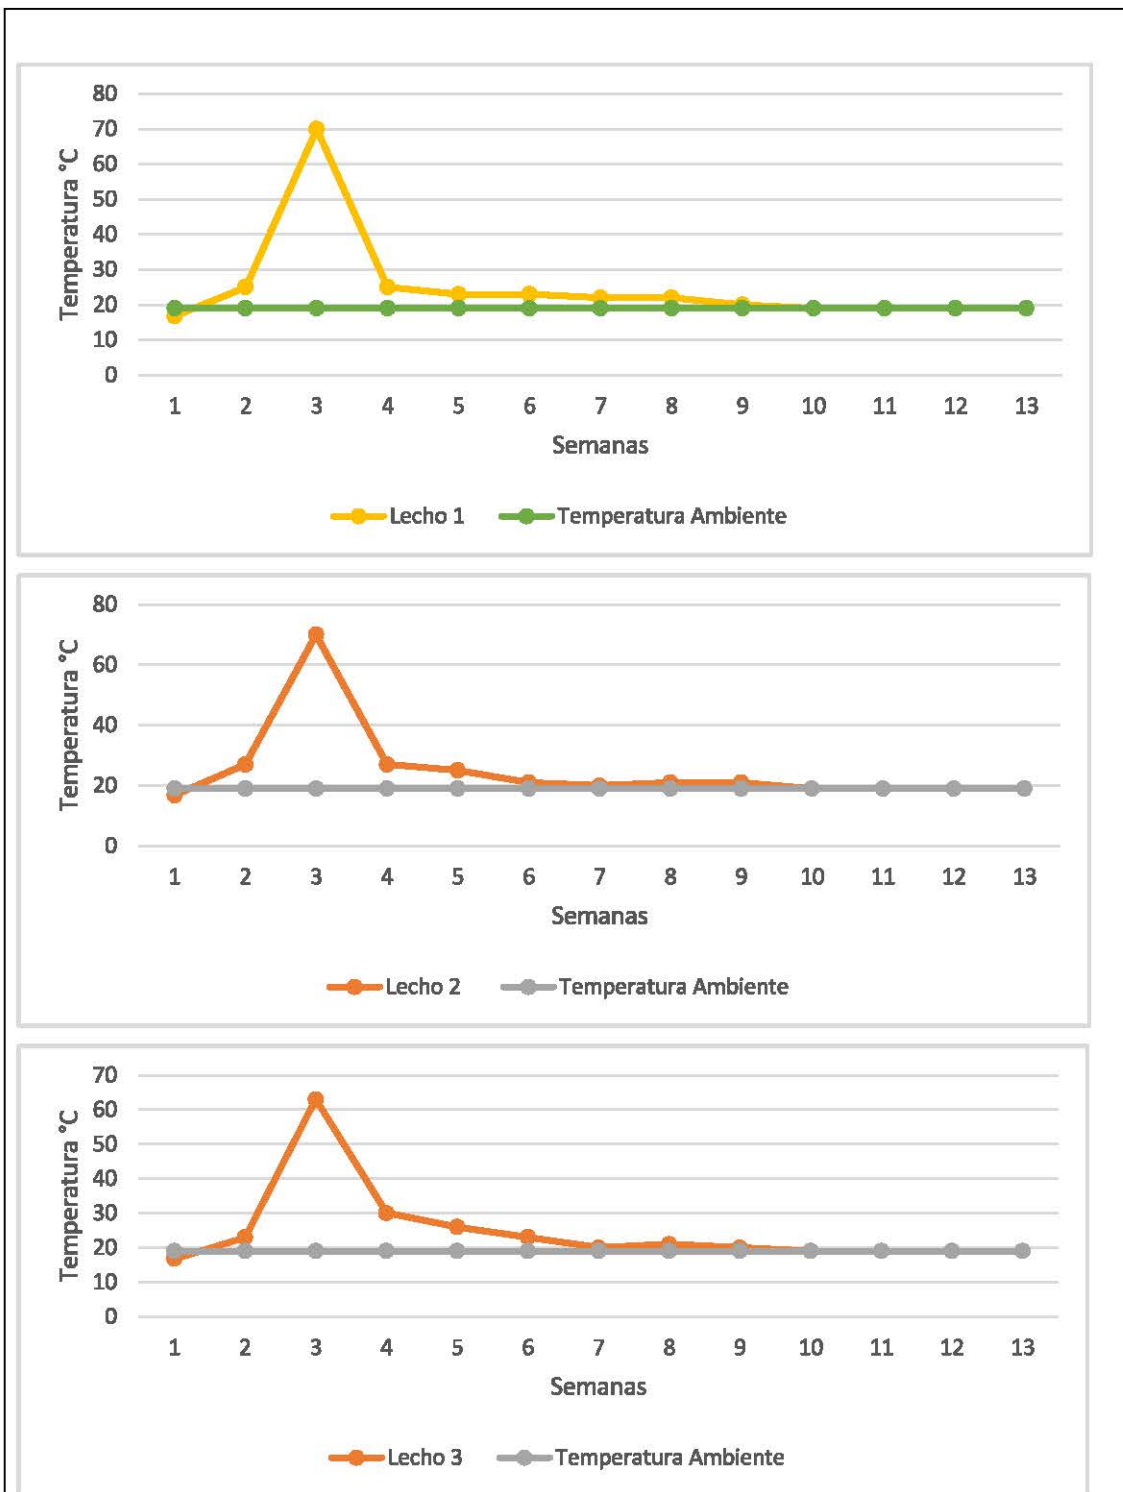 80
70
60
50
40
30
20
10
0
Temperatura °C
1 2 3 4 5 6 7 8 9 10 11 12 13
Semanas
Lecho 1 Temperatura Ambiente
80
60
40
20
0
Temperatura °C
1 2 3 4 5 6 7 8 9 10 11 12 13
Semanas
Lecho 2 Temperatura Ambiente
70
60
50
40
30
20
10
0
Temperatura °C
1 2 3 4 5 6 7 8 9 10 11 12 13
Semanas
Lecho 3 Temperatura Ambiente